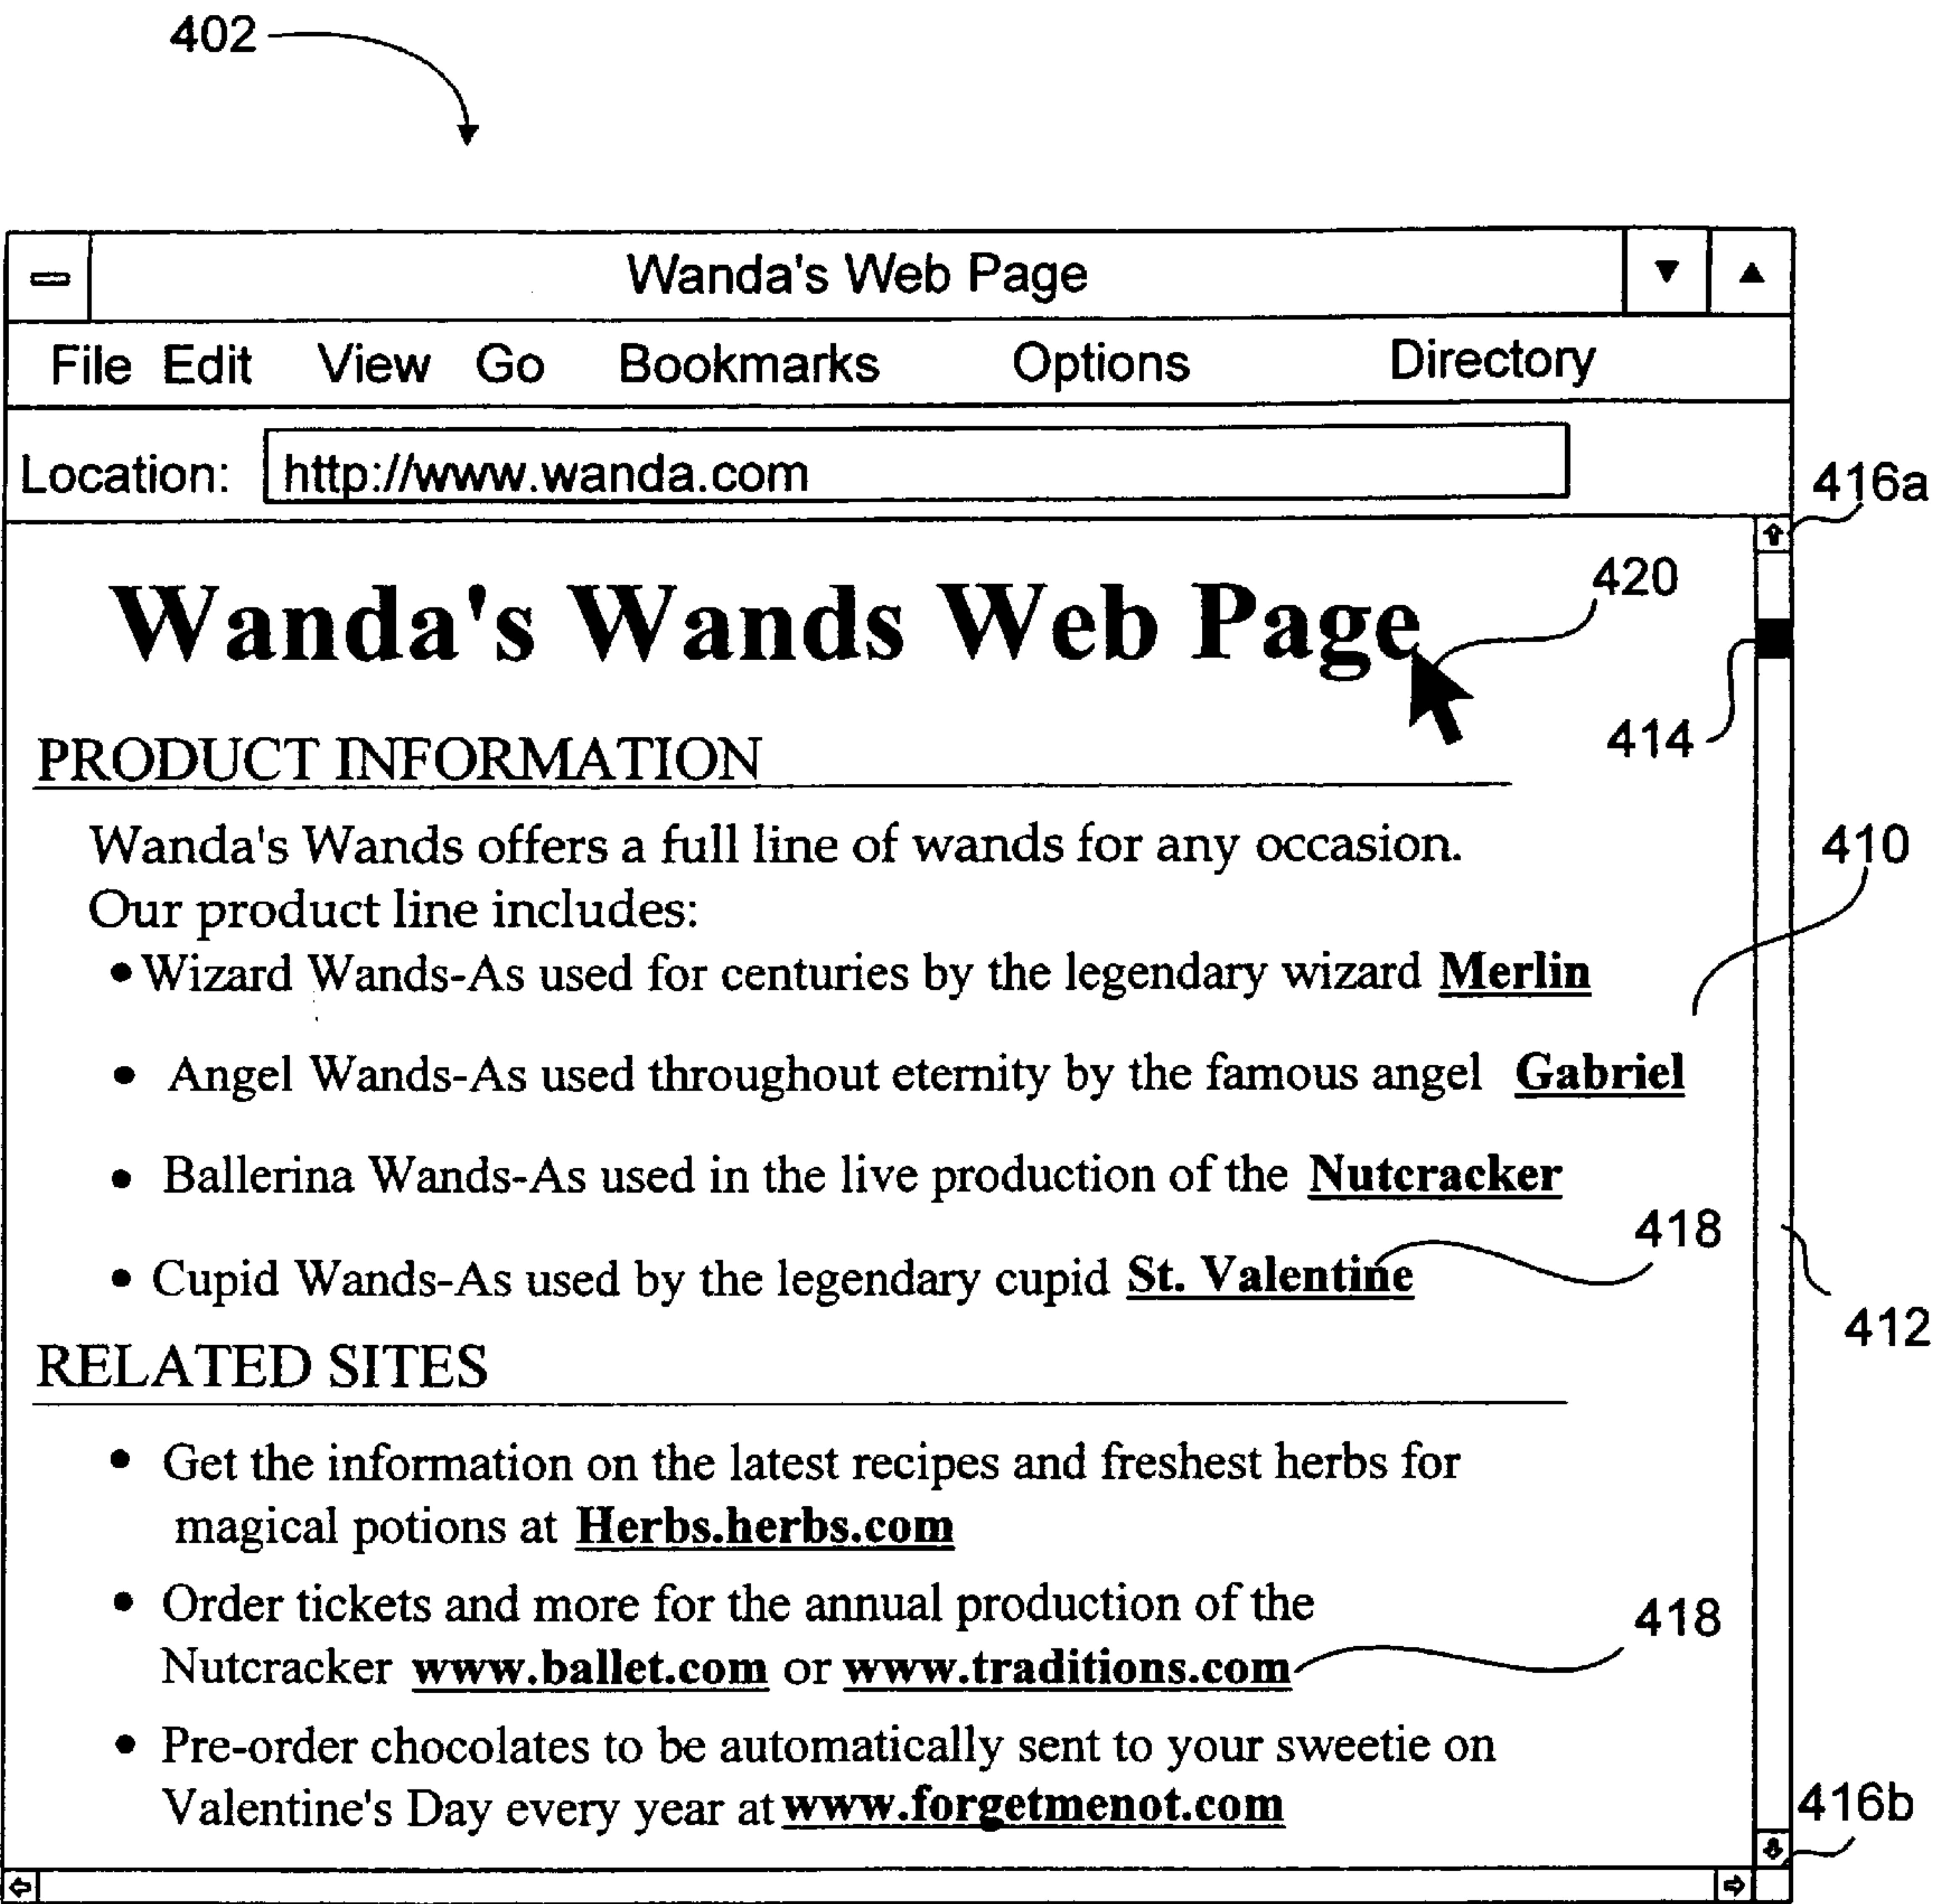 402
Wanda's Web Page
File Edit View Go Bookmarks Options Directory
Location: http://www.wanda.com
416a
Wanda's Wands Web Page
420
414
PRODUCT INFORMATION
Wanda's Wands offers a full line of wands for any occasion.
410
Our product line includes:
•Wizard Wands-As used for centuries by the legendary wizard Merlin
• Angel Wands-As used throughout eternity by the famous angel Gabriel
• Ballerina Wands-As used in the live production of the Nutcracker
418
• Cupid Wands-As used by the legendary cupid St. Valentine
412
RELATED SITES
• Get the information on the latest recipes and freshest herbs for
magical potions at Herbs.herbs.com
• Order tickets and more for the annual production of the
418
Nutcracker www.ballet.com or www.traditions.com
• Pre-order chocolates to be automatically sent to your sweetie on
Valentine's Day every year at www.forgetmenot.com
416b